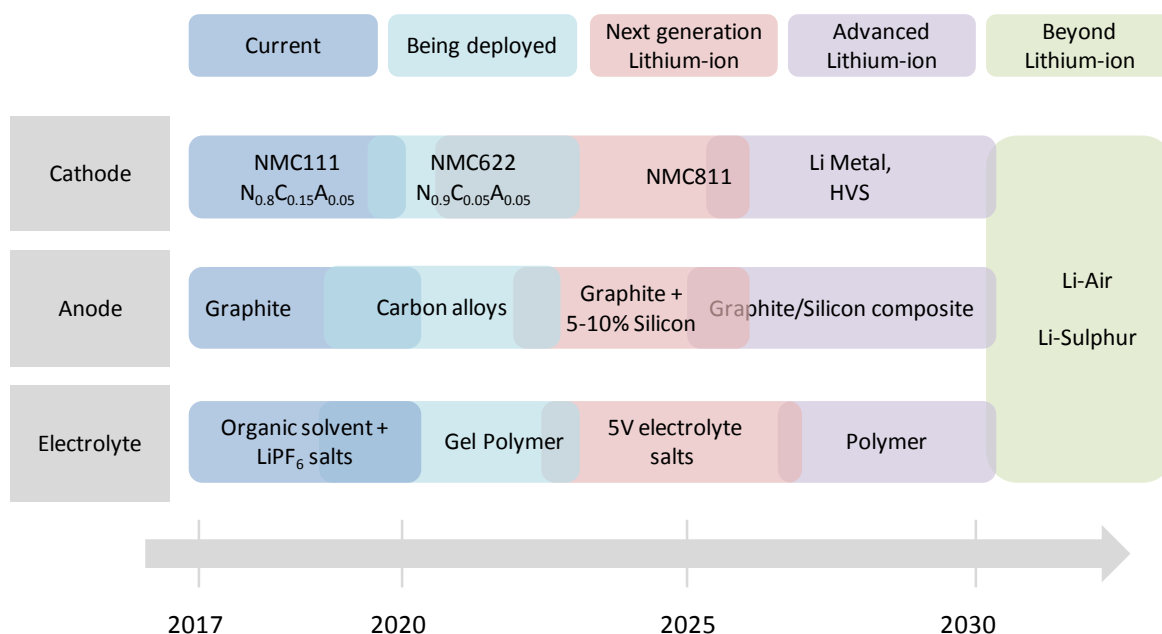 Current
Being deployed
Next generation
Lithium-ion
Advanced
Lithium-ion
Beyond
Lithium-ion
Cathode
NMC111
N₀.₈C₀.₁₅A₀.₀₅
NMC622
N₀.₉C₀.₀₅A₀.₀₅
NMC811
Li Metal,
HVS
Anode
Graphite
Carbon alloys
Graphite +
5-10% Silicon
Graphite/Silicon composite
Li-Air
Li-Sulphur
Electrolyte
Organic solvent +
LiPF₆ salts
Gel Polymer
5V electrolyte
salts
Polymer
2017
2020
2025
2030